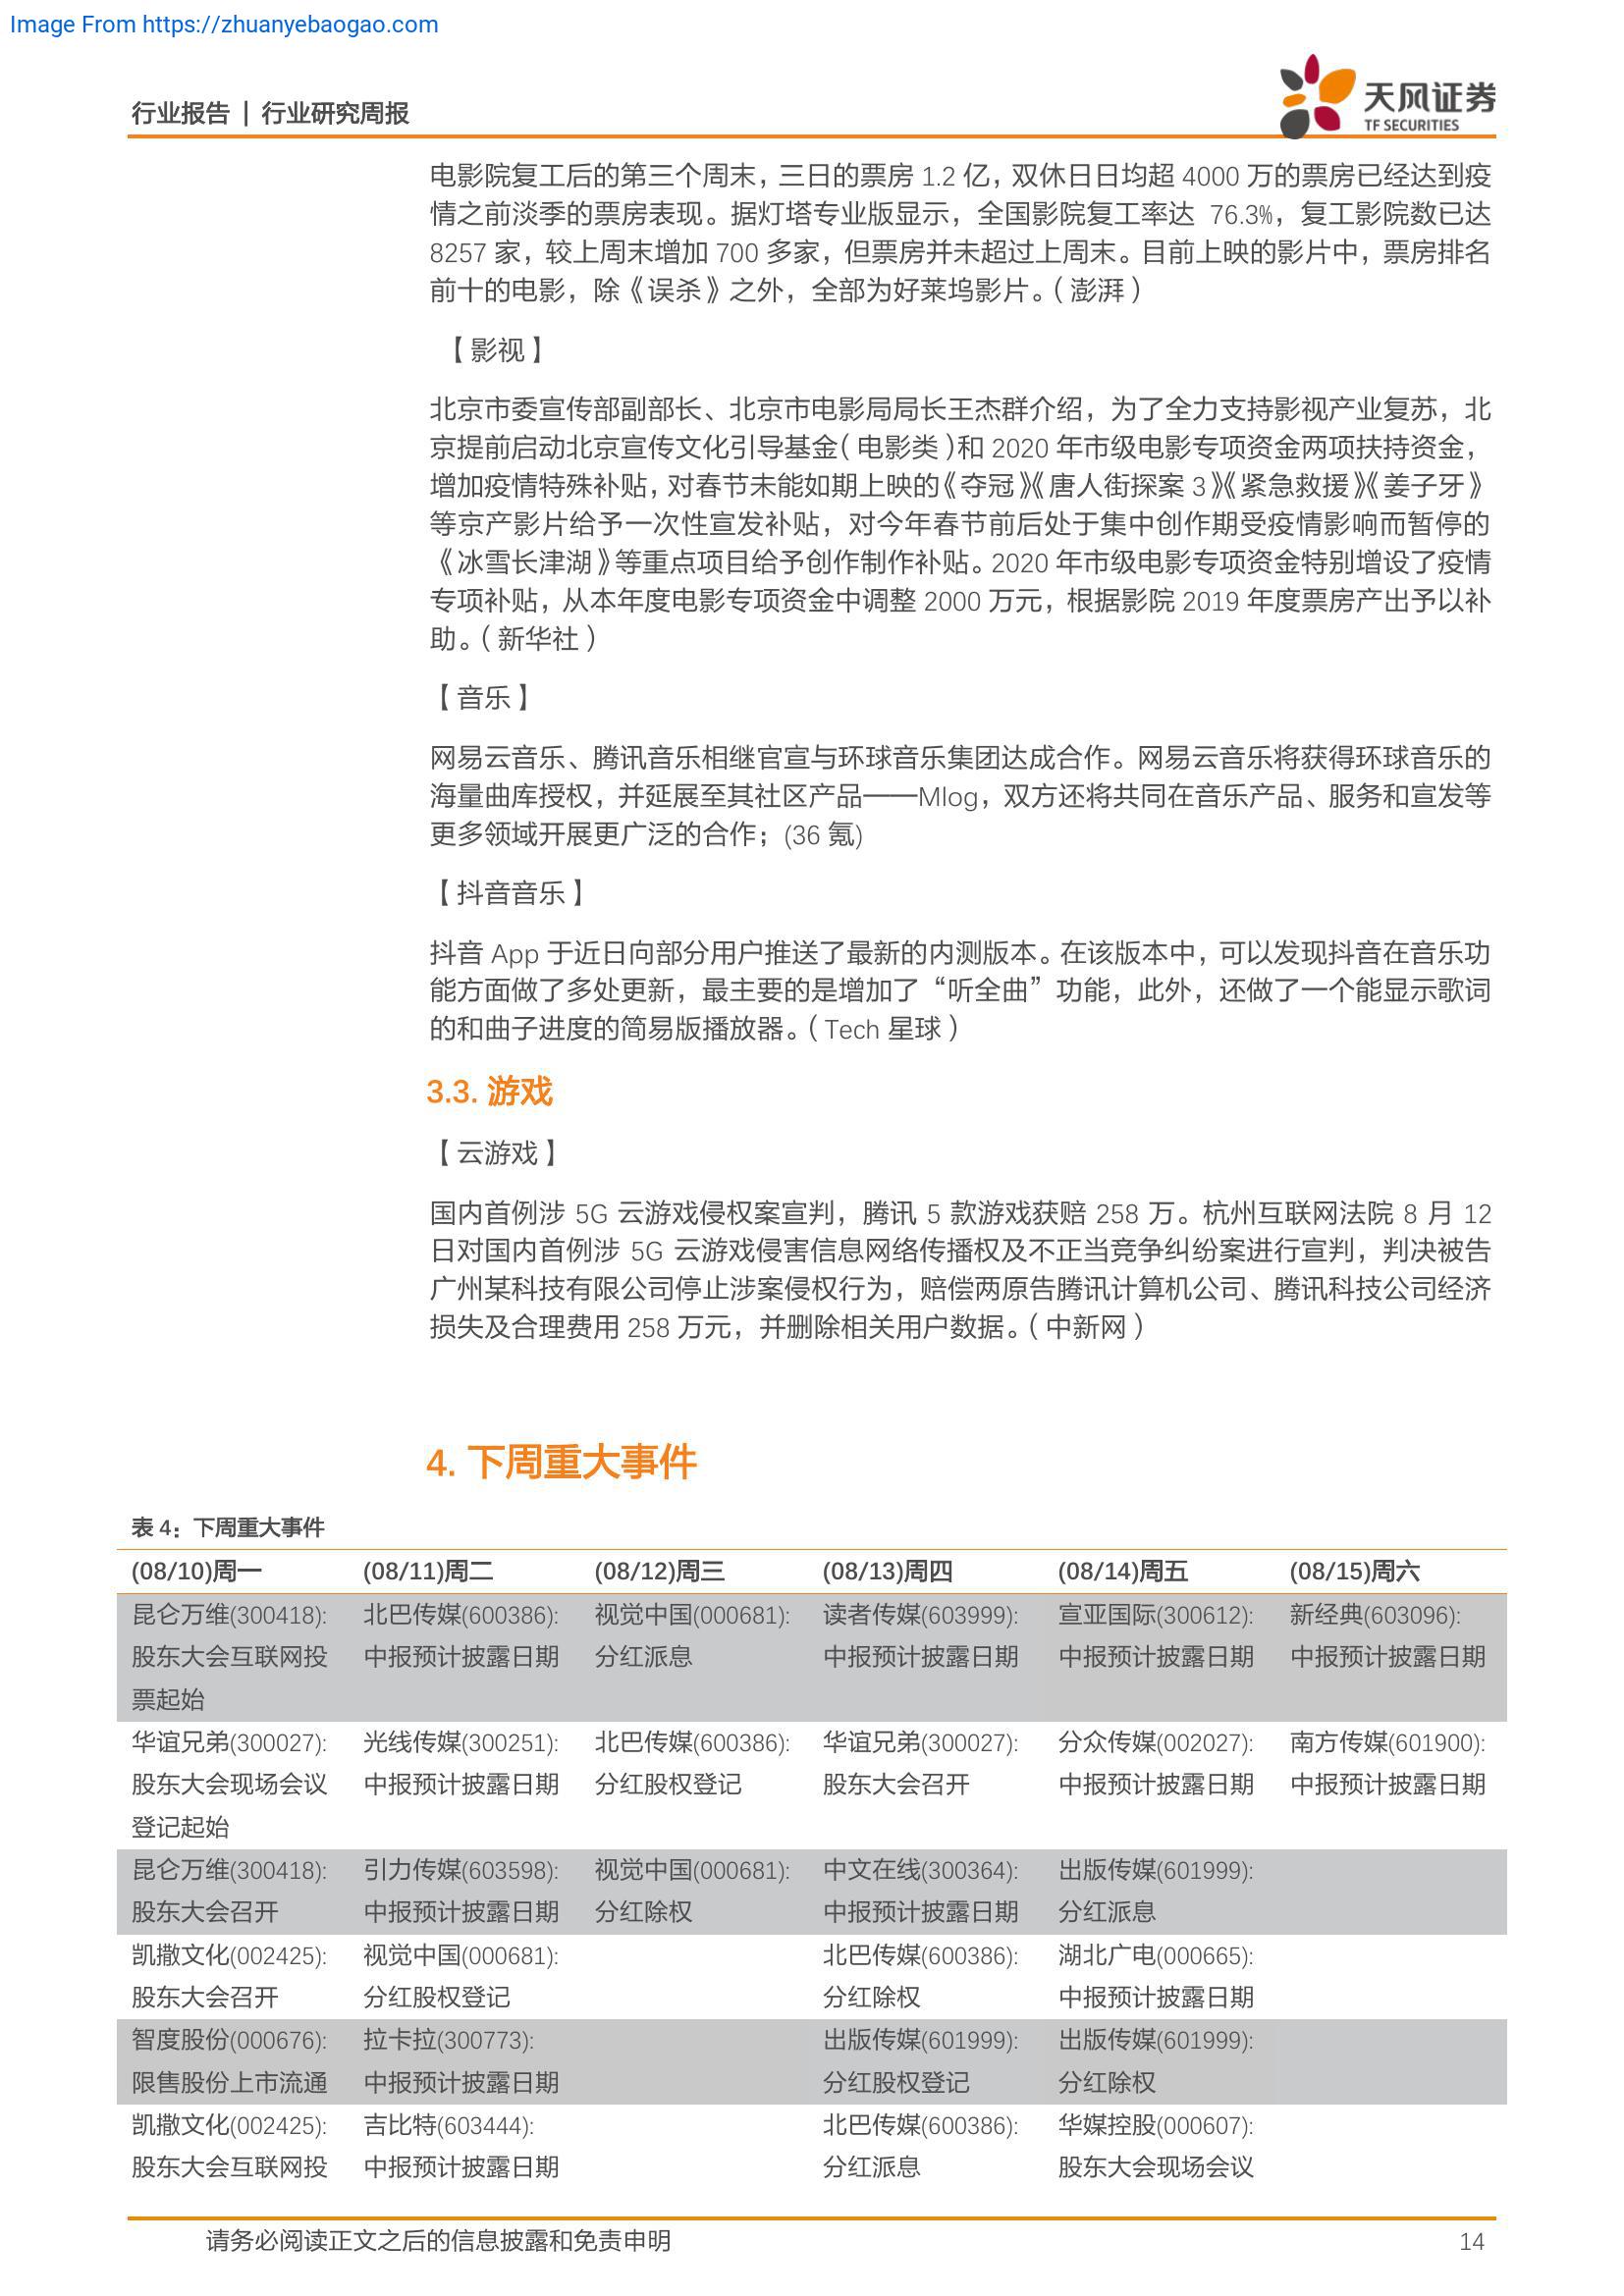 Image From https://zhuanyebaogao.com
行业报告 | 行业研究周报
天风证券
TF SECURITIES
电影院复工后的第三个周末，三日的票房 1.2 亿，双休日日均超 4000 万的票房已经达到疫
情之前淡季的票房表现。据灯塔专业版显示，全国影院复工率达 76.3%，复工影院数已达
8257 家，较上周末增加 700 多家，但票房并未超过上周末。目前上映的影片中，票房排名
前十的电影，除《误杀》之外，全部为好莱坞影片。（澎湃）
【影视】
北京市委宣传部副部长、北京市电影局局长王杰群介绍，为了全力支持影视产业复苏，北
京提前启动北京宣传文化引导基金（电影类）和 2020 年市级电影专项资金两项扶持资金，
增加疫情特殊补贴，对春节未能如期上映的《夺冠》《唐人街探案 3》《紧急救援》《姜子牙》
等京产影片给予一次性宣发补贴，对今年春节前后处于集中创作期受疫情影响而暂停的
《冰雪长津湖》等重点项目给予创作制作补贴。2020 年市级电影专项资金特别增设了疫情
专项补贴，从本年度电影专项资金中调整 2000 万元，根据影院 2019 年度票房产出予以补
助。（新华社）
【音乐】
网易云音乐、腾讯音乐相继官宣与环球音乐集团达成合作。网易云音乐将获得环球音乐的
海量曲库授权，并延展至其社区产品——Mlog，双方还将共同在音乐产品、服务和宣发等
更多领域开展更广泛的合作；(36 氪)
【抖音音乐】
抖音 App 于近日向部分用户推送了最新的内测版本。在该版本中，可以发现抖音在音乐功
能方面做了多处更新，最主要的是增加了“听全曲”功能，此外，还做了一个能显示歌词
的和曲子进度的简易版播放器。（Tech 星球）
3.3. 游戏
【云游戏】
国内首例涉 5G 云游戏侵权案宣判，腾讯 5 款游戏获赔 258 万。杭州互联网法院 8 月 12
日对国内首例涉 5G 云游戏侵害信息网络传播权及不正当竞争纠纷案进行宣判，判决被告
广州某科技有限公司停止涉案侵权行为，赔偿两原告腾讯计算机公司、腾讯科技公司经济
损失及合理费用 258 万元，并删除相关用户数据。（中新网）
4. 下周重大事件
表 4：下周重大事件
(08/10)周一 (08/11)周二 (08/12)周三 (08/13)周四 (08/14)周五 (08/15)周六
昆仑万维(300418): 北巴传媒(600386): 视觉中国(000681): 读者传媒(603999): 宣亚国际(300612): 新经典(603096):
股东大会互联网投 中报预计披露日期 分红派息 中报预计披露日期 中报预计披露日期 中报预计披露日期
票起始
华谊兄弟(300027): 光线传媒(300251): 北巴传媒(600386): 华谊兄弟(300027): 分众传媒(002027): 南方传媒(601900):
股东大会现场会议 中报预计披露日期 分红股权登记 股东大会召开 中报预计披露日期 中报预计披露日期
登记起始
昆仑万维(300418): 引力传媒(603598): 视觉中国(000681): 中文在线(300364): 出版传媒(601999):
股东大会召开 中报预计披露日期 分红除权 中报预计披露日期 分红派息
凯撒文化(002425): 视觉中国(000681): 北巴传媒(600386): 湖北广电(000665):
股东大会召开 分红股权登记 分红除权 中报预计披露日期
智度股份(000676): 拉卡拉(300773): 出版传媒(601999): 出版传媒(601999):
限售股份上市流通 中报预计披露日期 分红股权登记 分红除权
凯撒文化(002425): 吉比特(603444): 北巴传媒(600386): 华媒控股(000607):
股东大会互联网投 中报预计披露日期 分红派息 股东大会现场会议
请务必阅读正文之后的信息披露和免责申明 14